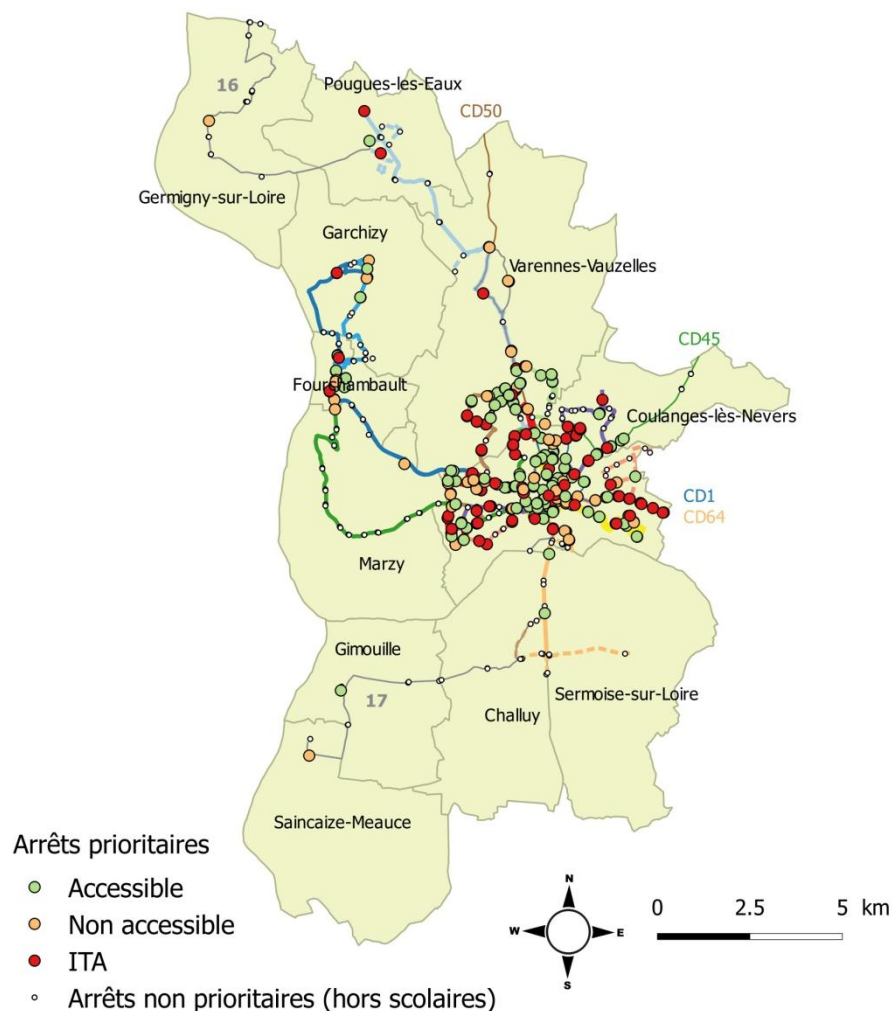 16
Pougues-les-Eaux
CD50
Germigny-sur-Loire
Garchizy
Varennes-Vauzelles
CD45
Fourchambault
Coulanges-lès-Nevers
CD1
CD64
Marzy
Gimouille
17
Challuy
Sermoise-sur-Loire
Saincaize-Meauce
Arrêts prioritaires
Accessible
Non accessible
ITA
Arrêts non prioritaires (hors scolaires)
N
W
E
S
0 2.5 5 km